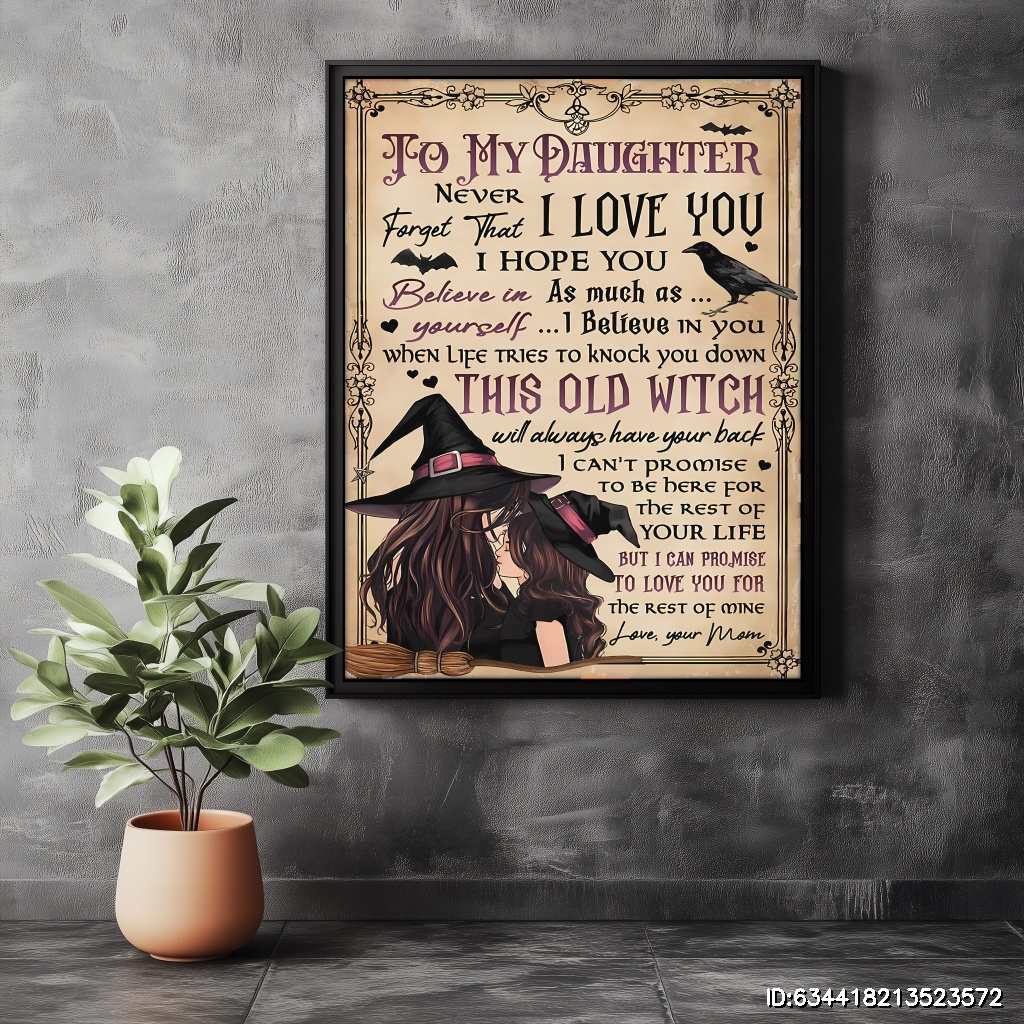 To My Daughter
Never
Forget That I LOVE YOU
I HOPE YOU
Believe in As much as ...
yourself ...I Believe IN YOU
when Life tries to knock you down
THIS OLD WITCH
will always have your back
I can't promise
to be here for
the rest of
your life
BUT I CAN PROMISE
TO LOVE YOU FOR
the rest of mine
Love, your Mom
ID:634418213523572